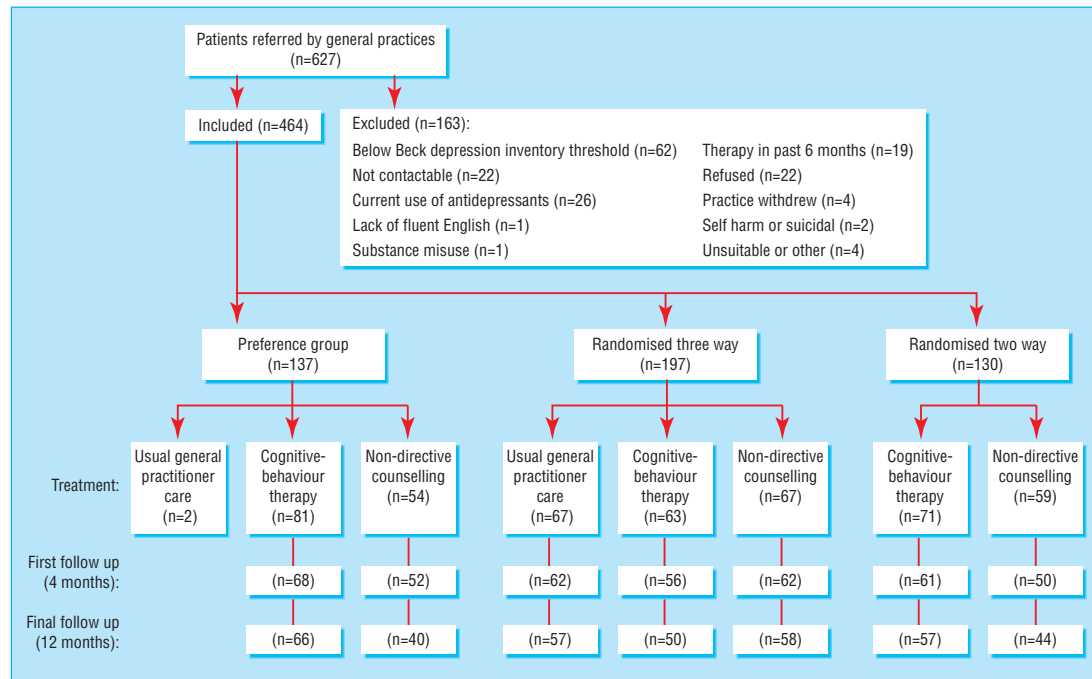 Patients referred by general practices
(n=627)
Included (n=464)
Excluded (n=163):
Below Beck depression inventory threshold (n=62)
Not contactable (n=22)
Current use of antidepressants (n=26)
Lack of fluent English (n=1)
Substance misuse (n=1)
Therapy in past 6 months (n=19)
Refused (n=22)
Practice withdrew (n=4)
Self harm or suicidal (n=2)
Unsuitable or other (n=4)
Preference group
(n=137)
Randomised three way
(n=197)
Randomised two way
(n=130)
Treatment:
Usual general
practitioner
care
(n=2)
Cognitive-
behaviour
therapy
(n=81)
Non-directive
counselling
(n=54)
Usual general
practitioner
care
(n=67)
Cognitive-
behaviour
therapy
(n=63)
Non-directive
counselling
(n=67)
Cognitive-
behaviour
therapy
(n=71)
Non-directive
counselling
(n=59)
First follow up
(4 months):
(n=68)
(n=52)
(n=62)
(n=56)
(n=62)
(n=61)
(n=50)
Final follow up
(12 months):
(n=66)
(n=40)
(n=57)
(n=50)
(n=58)
(n=57)
(n=44)